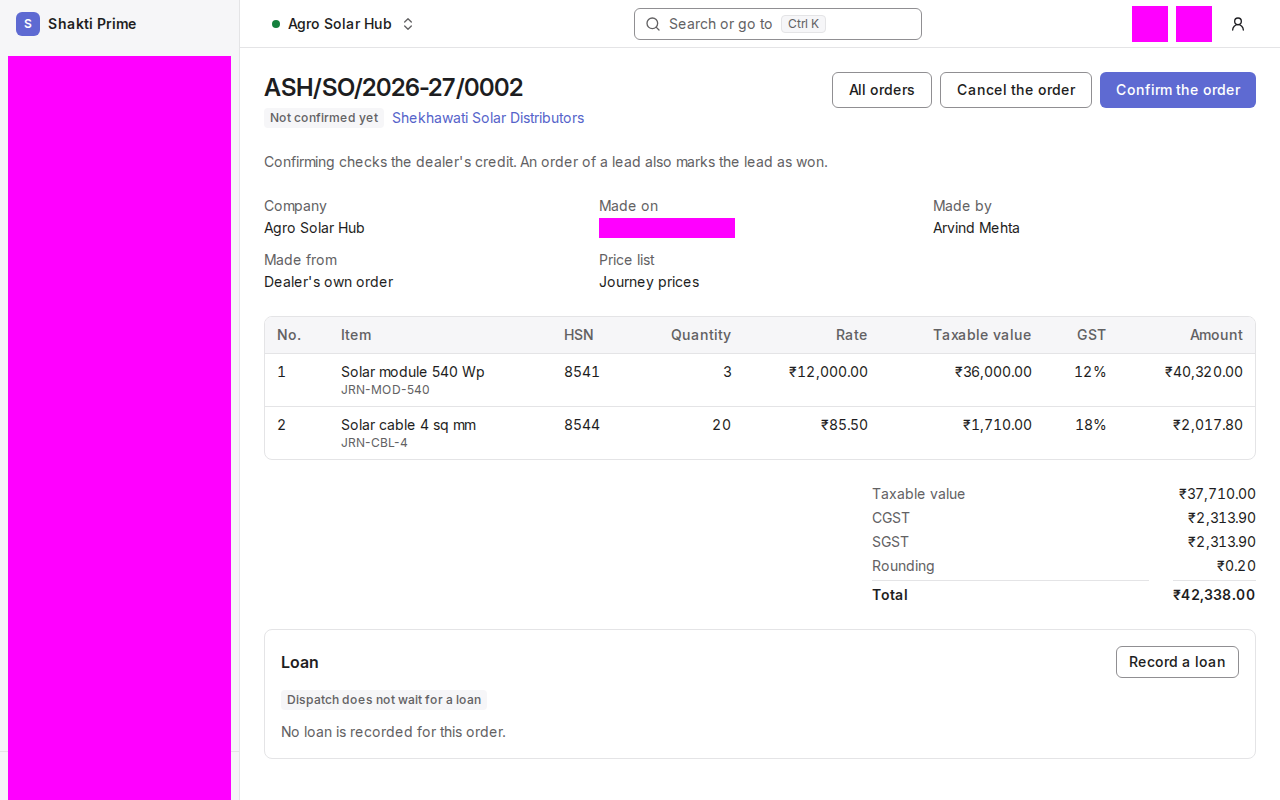 S Shakti Prime
Agro Solar Hub
Search or go to Ctrl K
ASH/SO/2026-27/0002
All orders
Cancel the order
Confirm the order
Not confirmed yet Shekhawati Solar Distributors
Confirming checks the dealer's credit. An order of a lead also marks the lead as won.
Company Made on Made by
Agro Solar Hub Arvind Mehta
Made from Price list
Dealer's own order Journey prices
No. Item HSN Quantity Rate Taxable value GST Amount
1 Solar module 540 Wp 8541 3 ₹12,000.00 ₹36,000.00 12% ₹40,320.00
JRN-MOD-540
2 Solar cable 4 sq mm 8544 20 ₹85.50 ₹1,710.00 18% ₹2,017.80
JRN-CBL-4
Taxable value ₹37,710.00
CGST ₹2,313.90
SGST ₹2,313.90
Rounding ₹0.20
Total ₹42,338.00
Loan
Record a loan
Dispatch does not wait for a loan
No loan is recorded for this order.